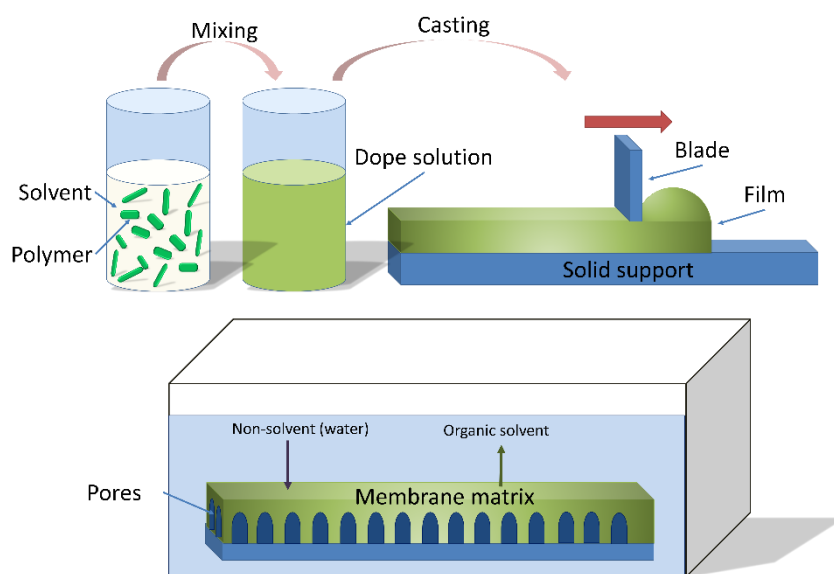 Mixing
Casting
Solvent
Polymer
Dope solution
Blade
Film
Solid support
Non-solvent (water)
Organic solvent
Pores
Membrane matrix